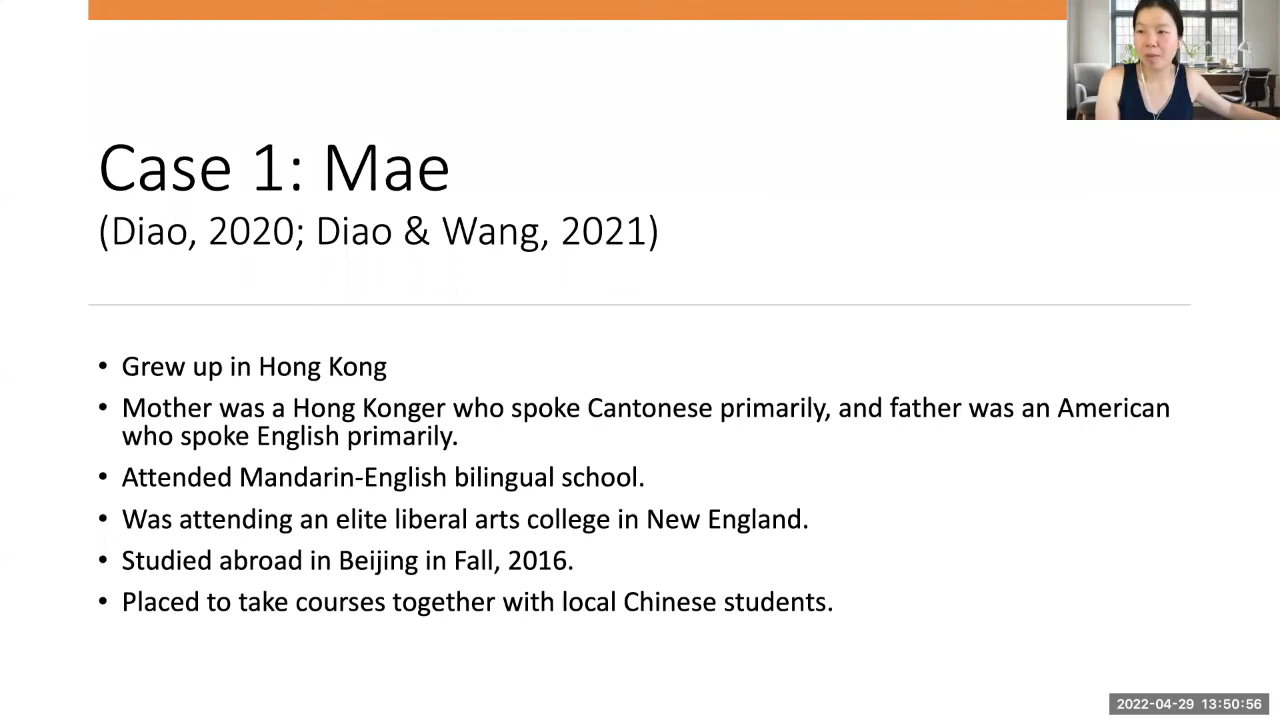 Case 1: Mae
(Diao, 2020; Diao & Wang, 2021)
• Grew up in Hong Kong
• Mother was a Hong Konger who spoke Cantonese primarily, and father was an American
who spoke English primarily.
• Attended Mandarin-English bilingual school.
• Was attending an elite liberal arts college in New England.
• Studied abroad in Beijing in Fall, 2016.
• Placed to take courses together with local Chinese students.
2022-04-29 13:50:56